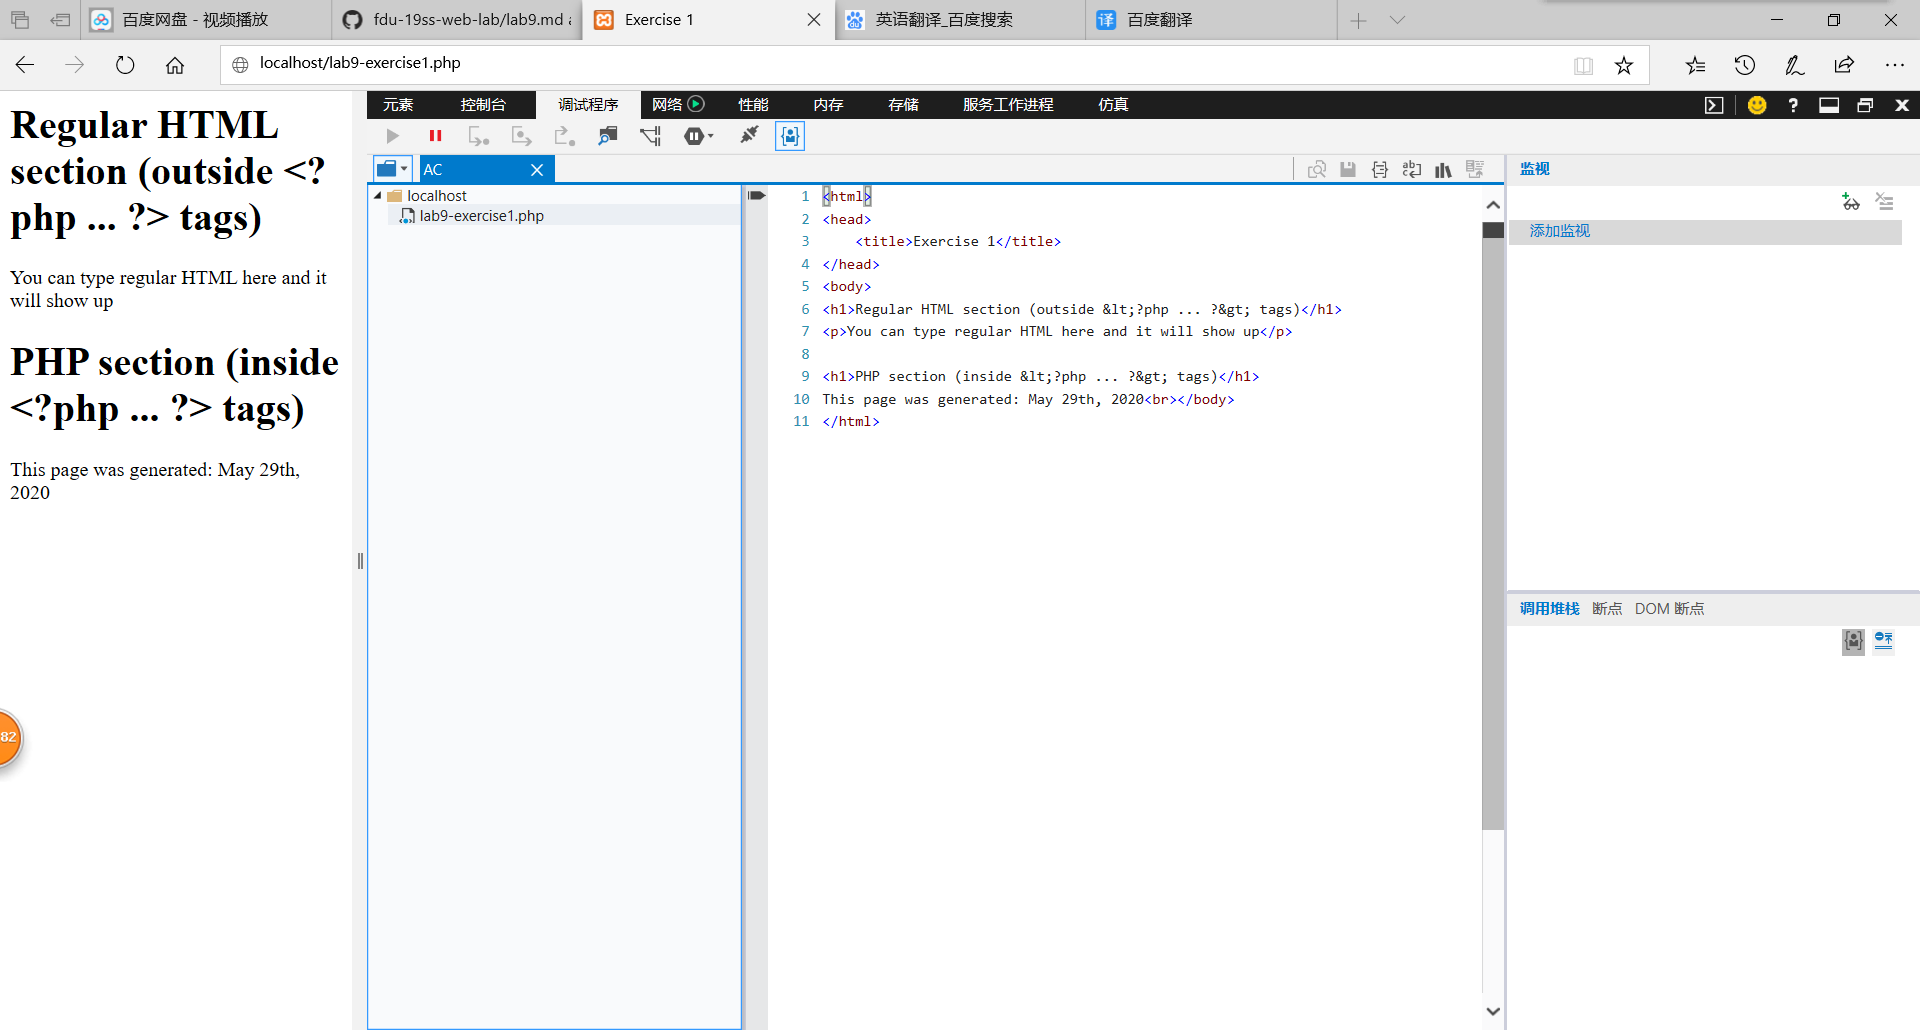 百度网盘 - 视频播放
fdu-19ss-web-lab/lab9.md a
Exercise 1
英语翻译_百度搜索
译
百度翻译
localhost/lab9-exercise1.php
Regular HTML
section (outside <?
php ... ?> tags)
You can type regular HTML here and it
will show up
PHP section (inside
<?php ... ?> tags)
This page was generated: May 29th,
2020
82
元素 控制台 调试程序 网络 性能 内存 存储 服务工作进程 仿真
AC
localhost
lab9-exercise1.php
1 <html>
2 <head>
3 <title>Exercise 1</title>
4 </head>
5 <body>
6 <h1>Regular HTML section (outside &lt;?php ... ?&gt; tags)</h1>
7 <p>You can type regular HTML here and it will show up</p>
8
9 <h1>PHP section (inside &lt;?php ... ?&gt; tags)</h1>
10 This page was generated: May 29th, 2020<br></body>
11 </html>
监视
添加监视
调用堆栈 断点 DOM 断点